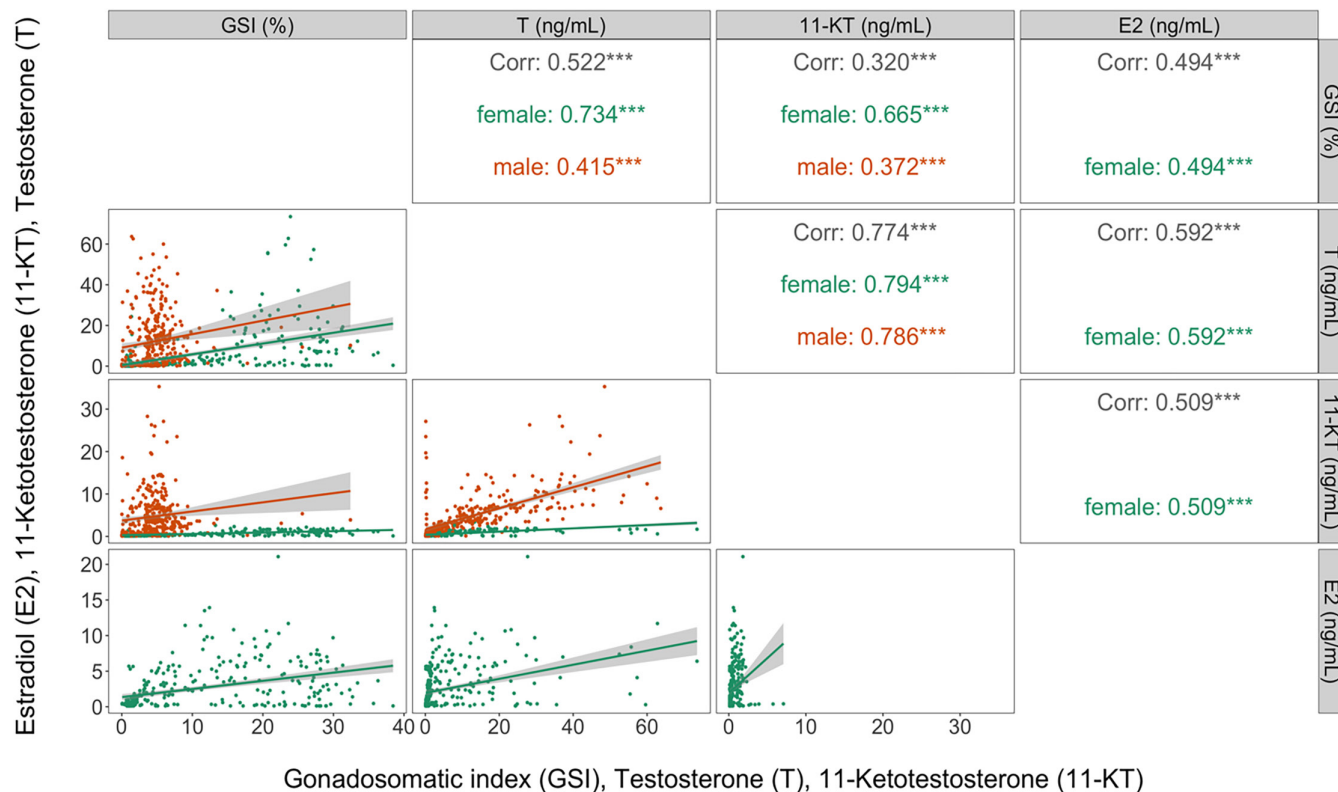 GSI (%)
T (ng/mL)
11-KT (ng/mL)
E2 (ng/mL)
Estradiol (E2), 11-Ketotestosterone (11-KT), Testosterone (T)
Corr: 0.522***
female: 0.734***
male: 0.415***
Corr: 0.320***
female: 0.665***
male: 0.372***
Corr: 0.494***
female: 0.494***
GSI (%)
60
40
20
0
Corr: 0.774***
female: 0.794***
male: 0.786***
Corr: 0.592***
female: 0.592***
T (ng/mL)
30
20
10
0
Corr: 0.509***
female: 0.509***
11-KT (ng/mL)
20
15
10
5
0
E2 (ng/mL)
0 10 20 30 40
0 20 40 60
0 10 20 30
Gonadosomatic index (GSI), Testosterone (T), 11-Ketotestosterone (11-KT)